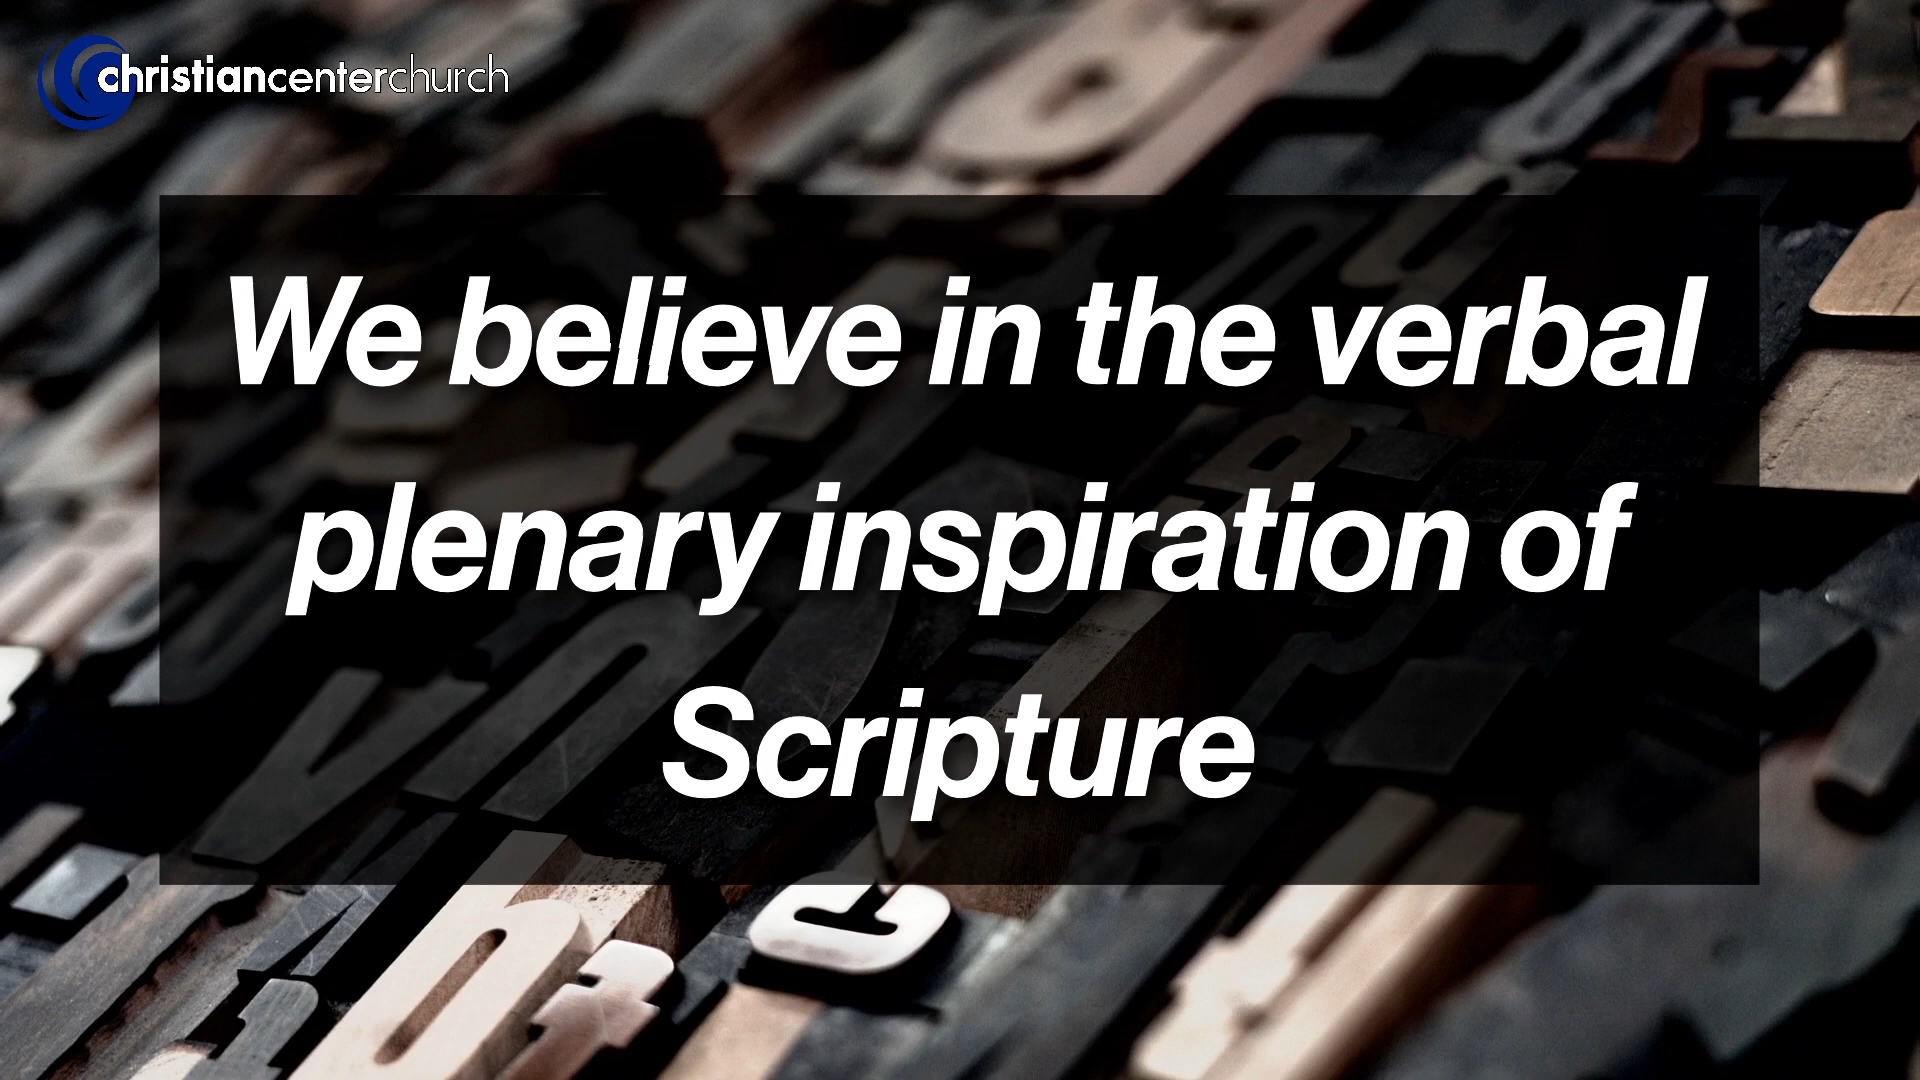 christiancenterchurch
We believe in the verbal
plenary inspiration of
Scripture